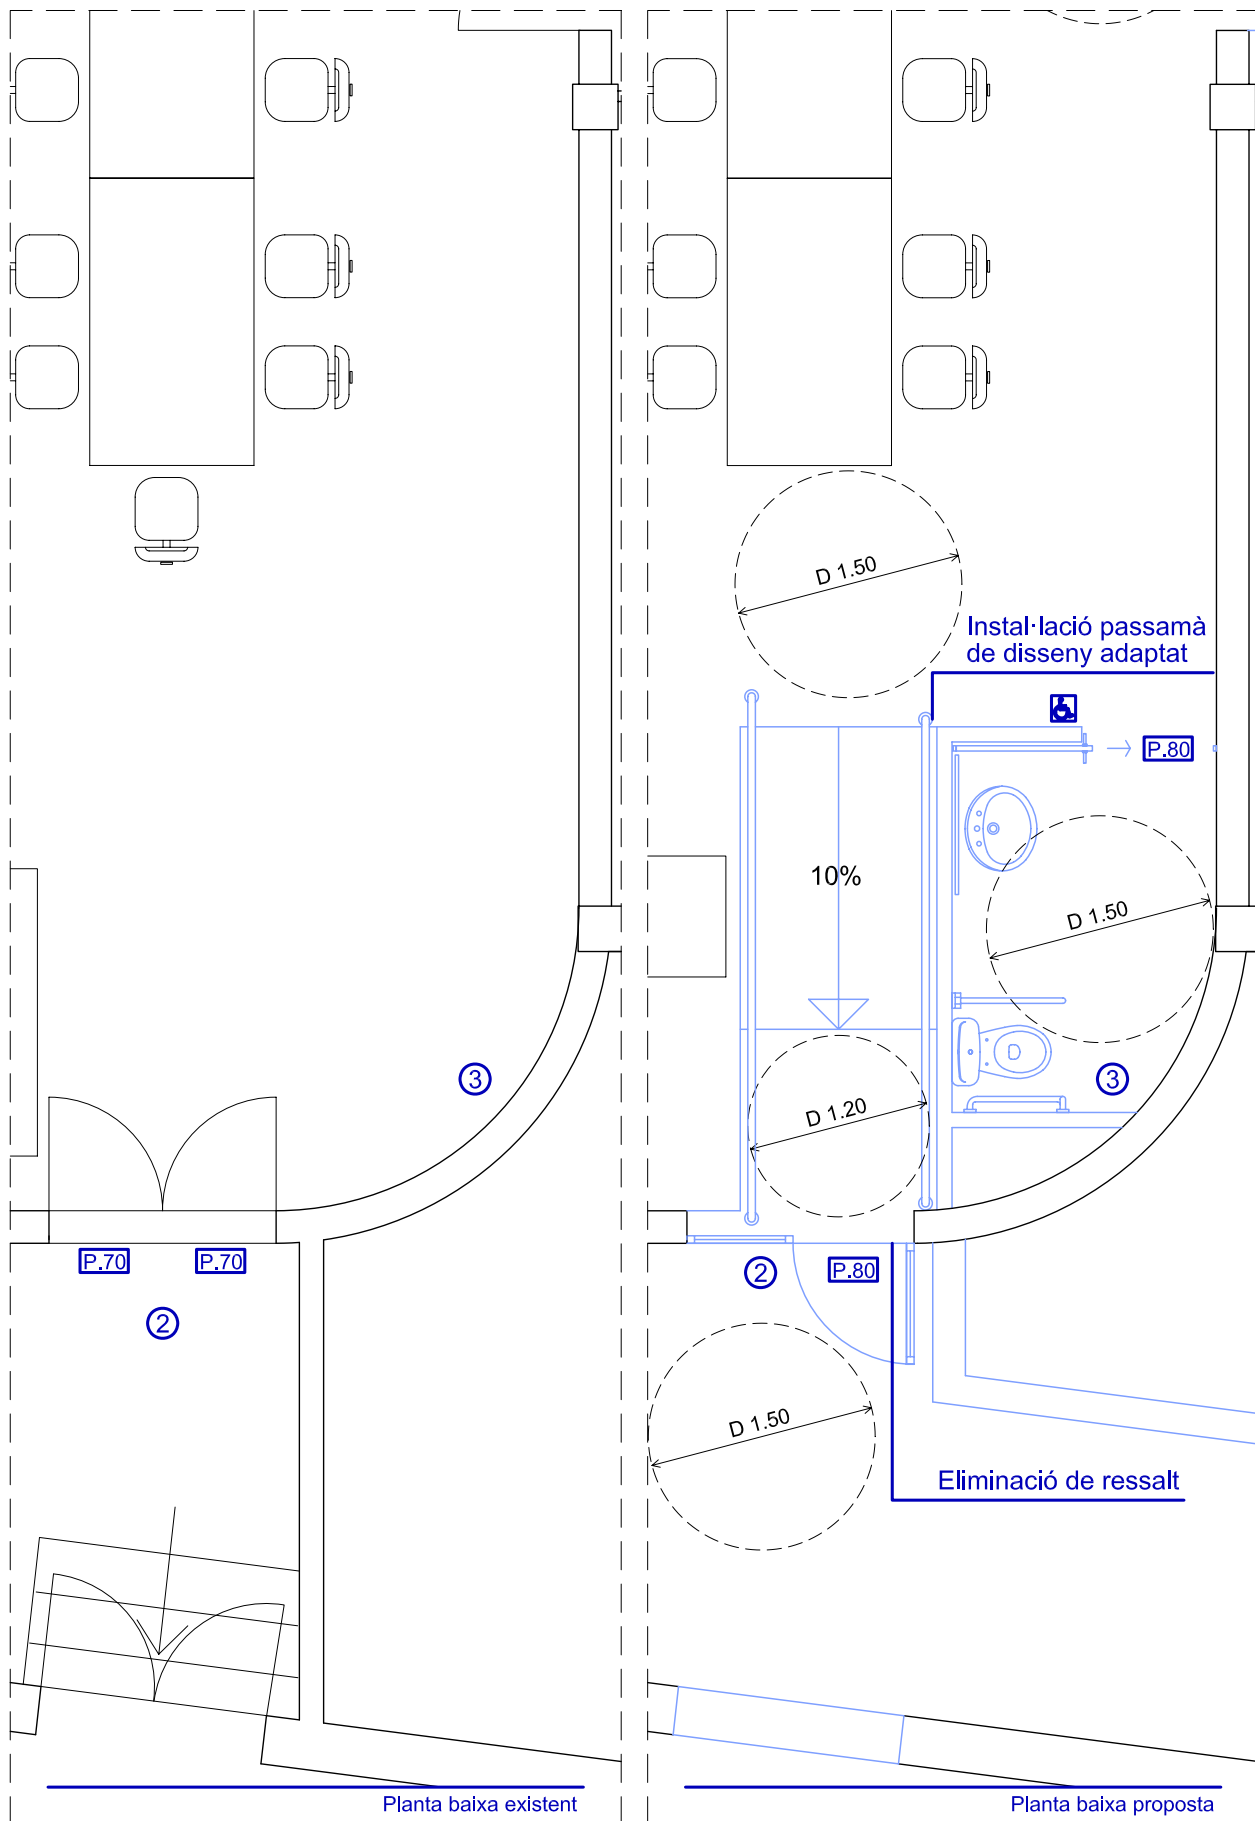 3
P.70
P.70
2
Planta baixa existent
D 1.50
Instal·lació passamà
de disseny adaptat
P.80
10%
D 1.50
3
D 1.20
2
P.80
D 1.50
Eliminació de ressalt
Planta baixa proposta